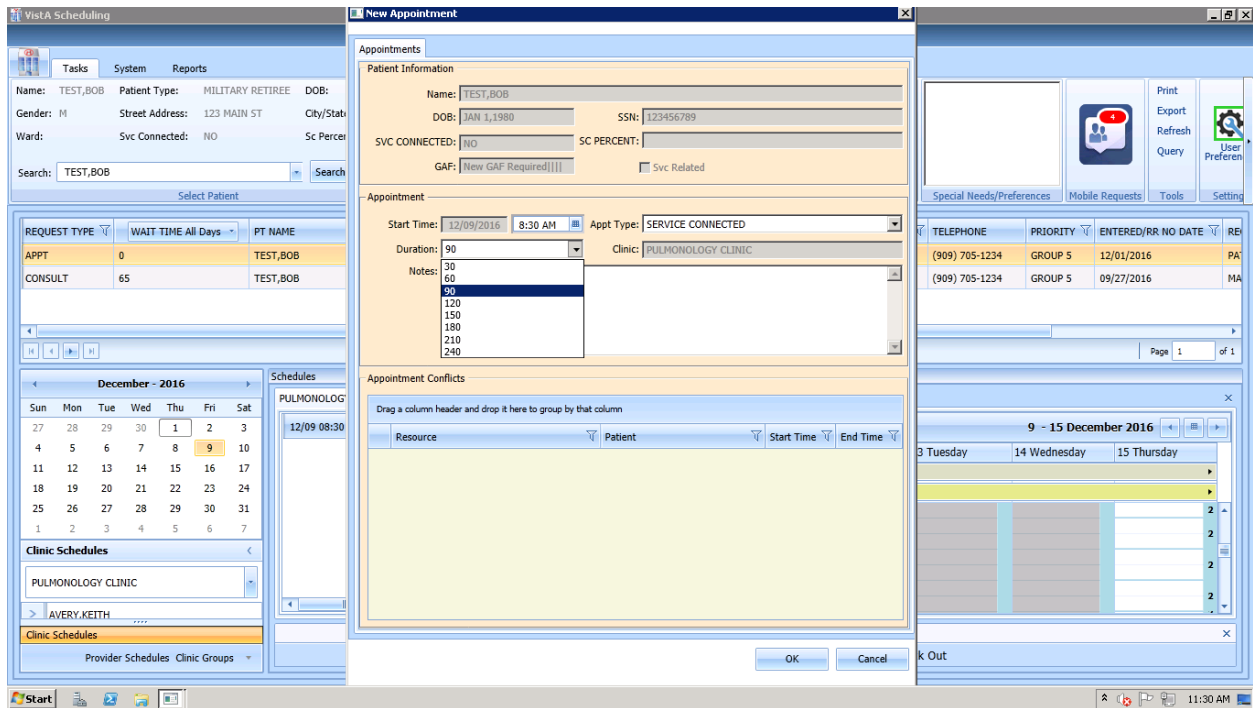 VistA Scheduling
New Appointment
Tasks System Reports
Name: TEST,BOB Patient Type: MILITARY RETIREE DOB:
Gender: M Street Address: 123 MAIN ST City/State
Ward: Svc Connected: NO Sc Percer
Search: TEST,BOB Search
Select Patient
Appointments
Patient Information
Name: TEST,BOB
DOB: JAN 1,1980 SSN: 123456789
SVC CONNECTED: NO SC PERCENT:
GAF: New GAF Required|||| Svc Related
Appointment
Start Time: 12/09/2016 8:30 AM Appt Type: SERVICE CONNECTED
Duration: 90 Clinic: PULMONOLOGY CLINIC
Notes:
30
60
90
120
150
180
210
240
Appointment Conflicts
Drag a column header and drop it here to group by that column
Resource Patient Start Time End Time
OK Cancel
4
Print
Export
Refresh
Query
User
Preferen
Special Needs/Preferences Mobile Requests Tools Setting
REQUEST TYPE WAIT TIME All Days PT NAME TELEPHONE PRIORITY ENTERED/RR NO DATE RE
APPT 0 TEST,BOB (909) 705-1234 GROUP 5 12/01/2016 PA
CONSULT 65 TEST,BOB (909) 705-1234 GROUP 5 09/27/2016 MA
Page 1 of 1
December - 2016
Sun Mon Tue Wed Thu Fri Sat
27 28 29 30 1 2 3
4 5 6 7 8 9 10
11 12 13 14 15 16 17
18 19 20 21 22 23 24
25 26 27 28 29 30 31
1 2 3 4 5 6 7
Clinic Schedules
PULMONOLOGY CLINIC
AVERY,KEITH
Clinic Schedules
Provider Schedules Clinic Groups
Schedules
PULMONOLOG
12/09 08:30
9 - 15 December 2016
3 Tuesday 14 Wednesday 15 Thursday
2
2
2
2
k Out
Start
11:30 AM